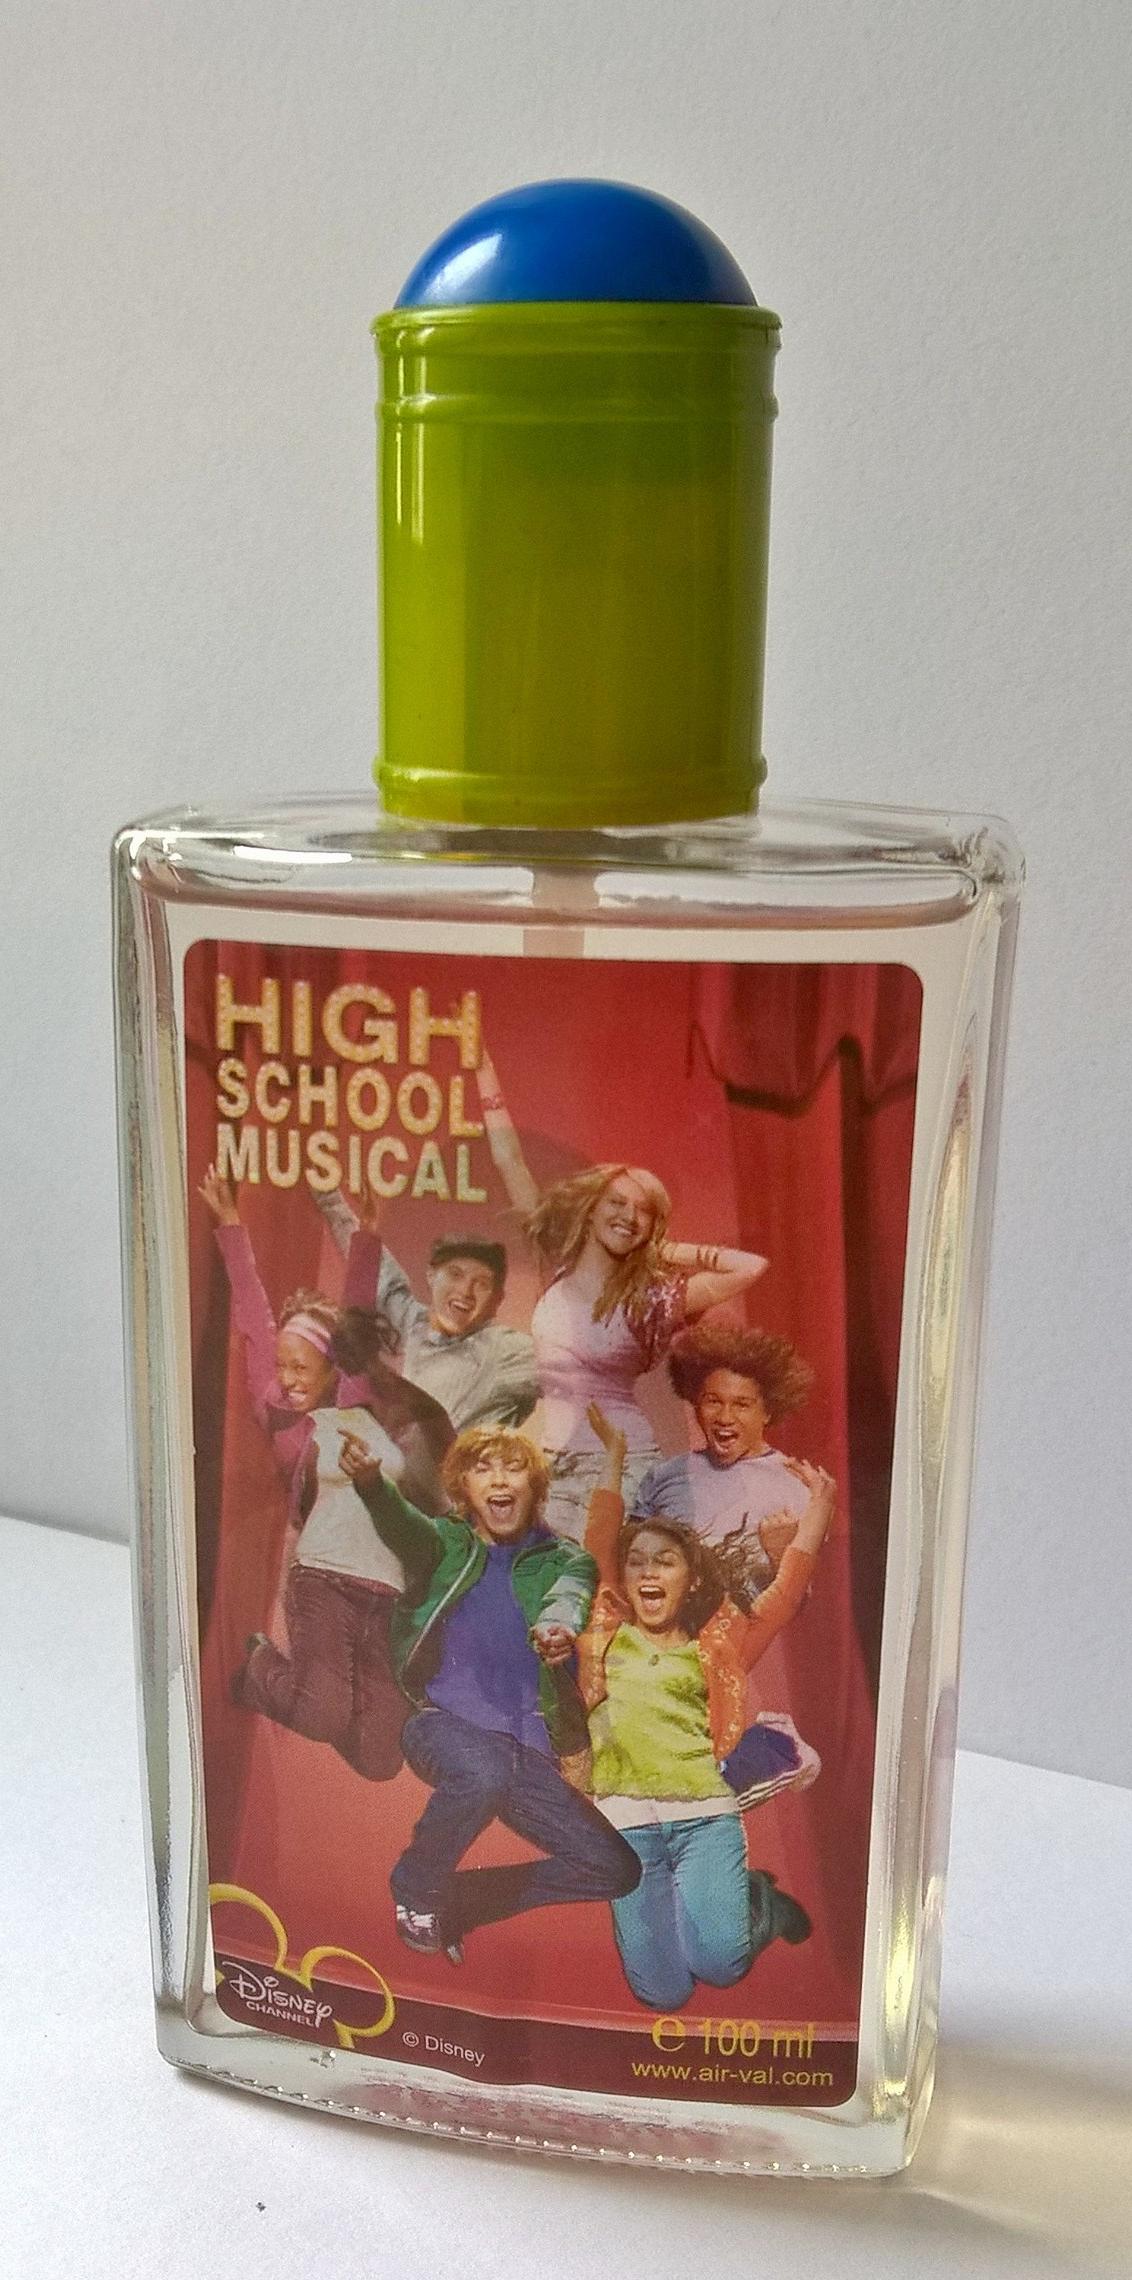 HIGH
SCHOOL
MUSICAL
Disney
CHANNEL
© Disney
℮ 100 ml
www.air-val.com